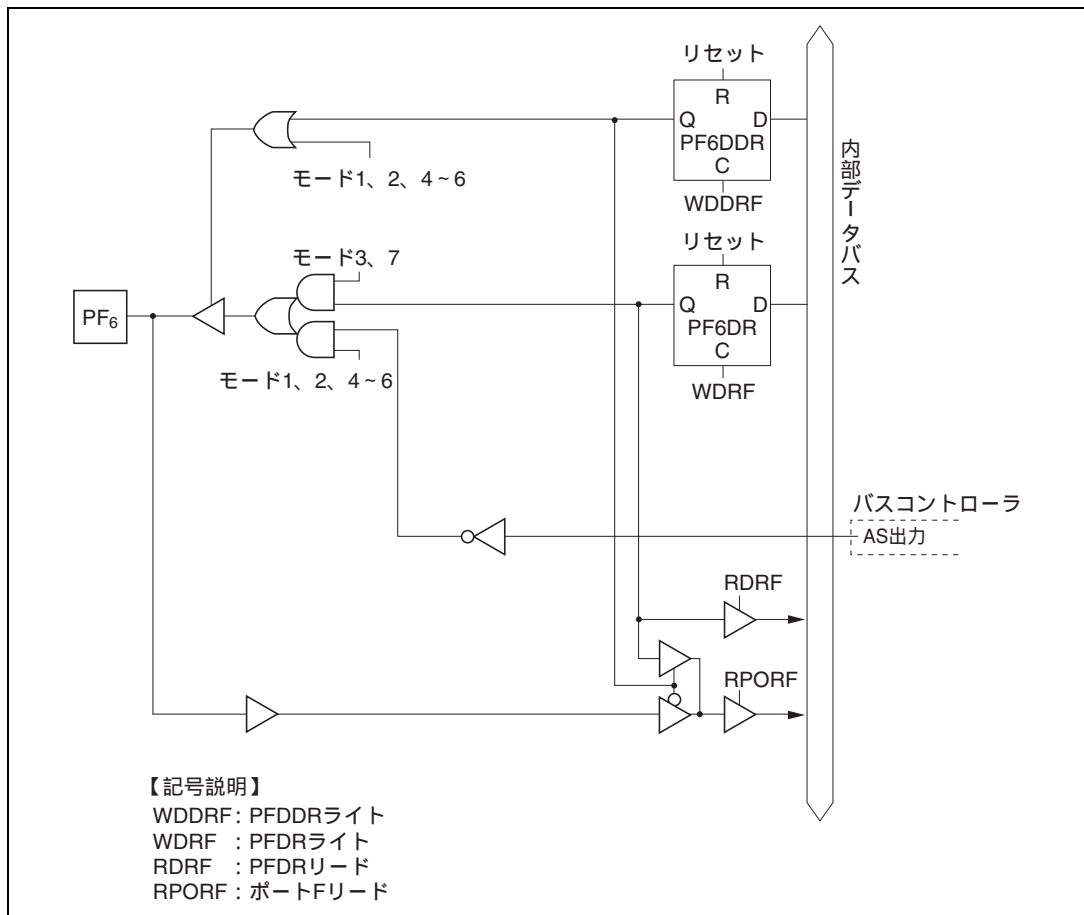 リセット
R
Q D
PF6DDR
C
WDDRF
モード1、2、4~6
内部データバス
リセット
モード3、7
R
Q D
PF6DR
C
WDRF
PF6
モード1、2、4~6
バスコントローラ
AS出力
RDRF
RPORF
【記号説明】
WDDRF : PFDDRライト
WDRF : PFDRライト
RDRF : PFDRリード
RPORF : ポートFリード